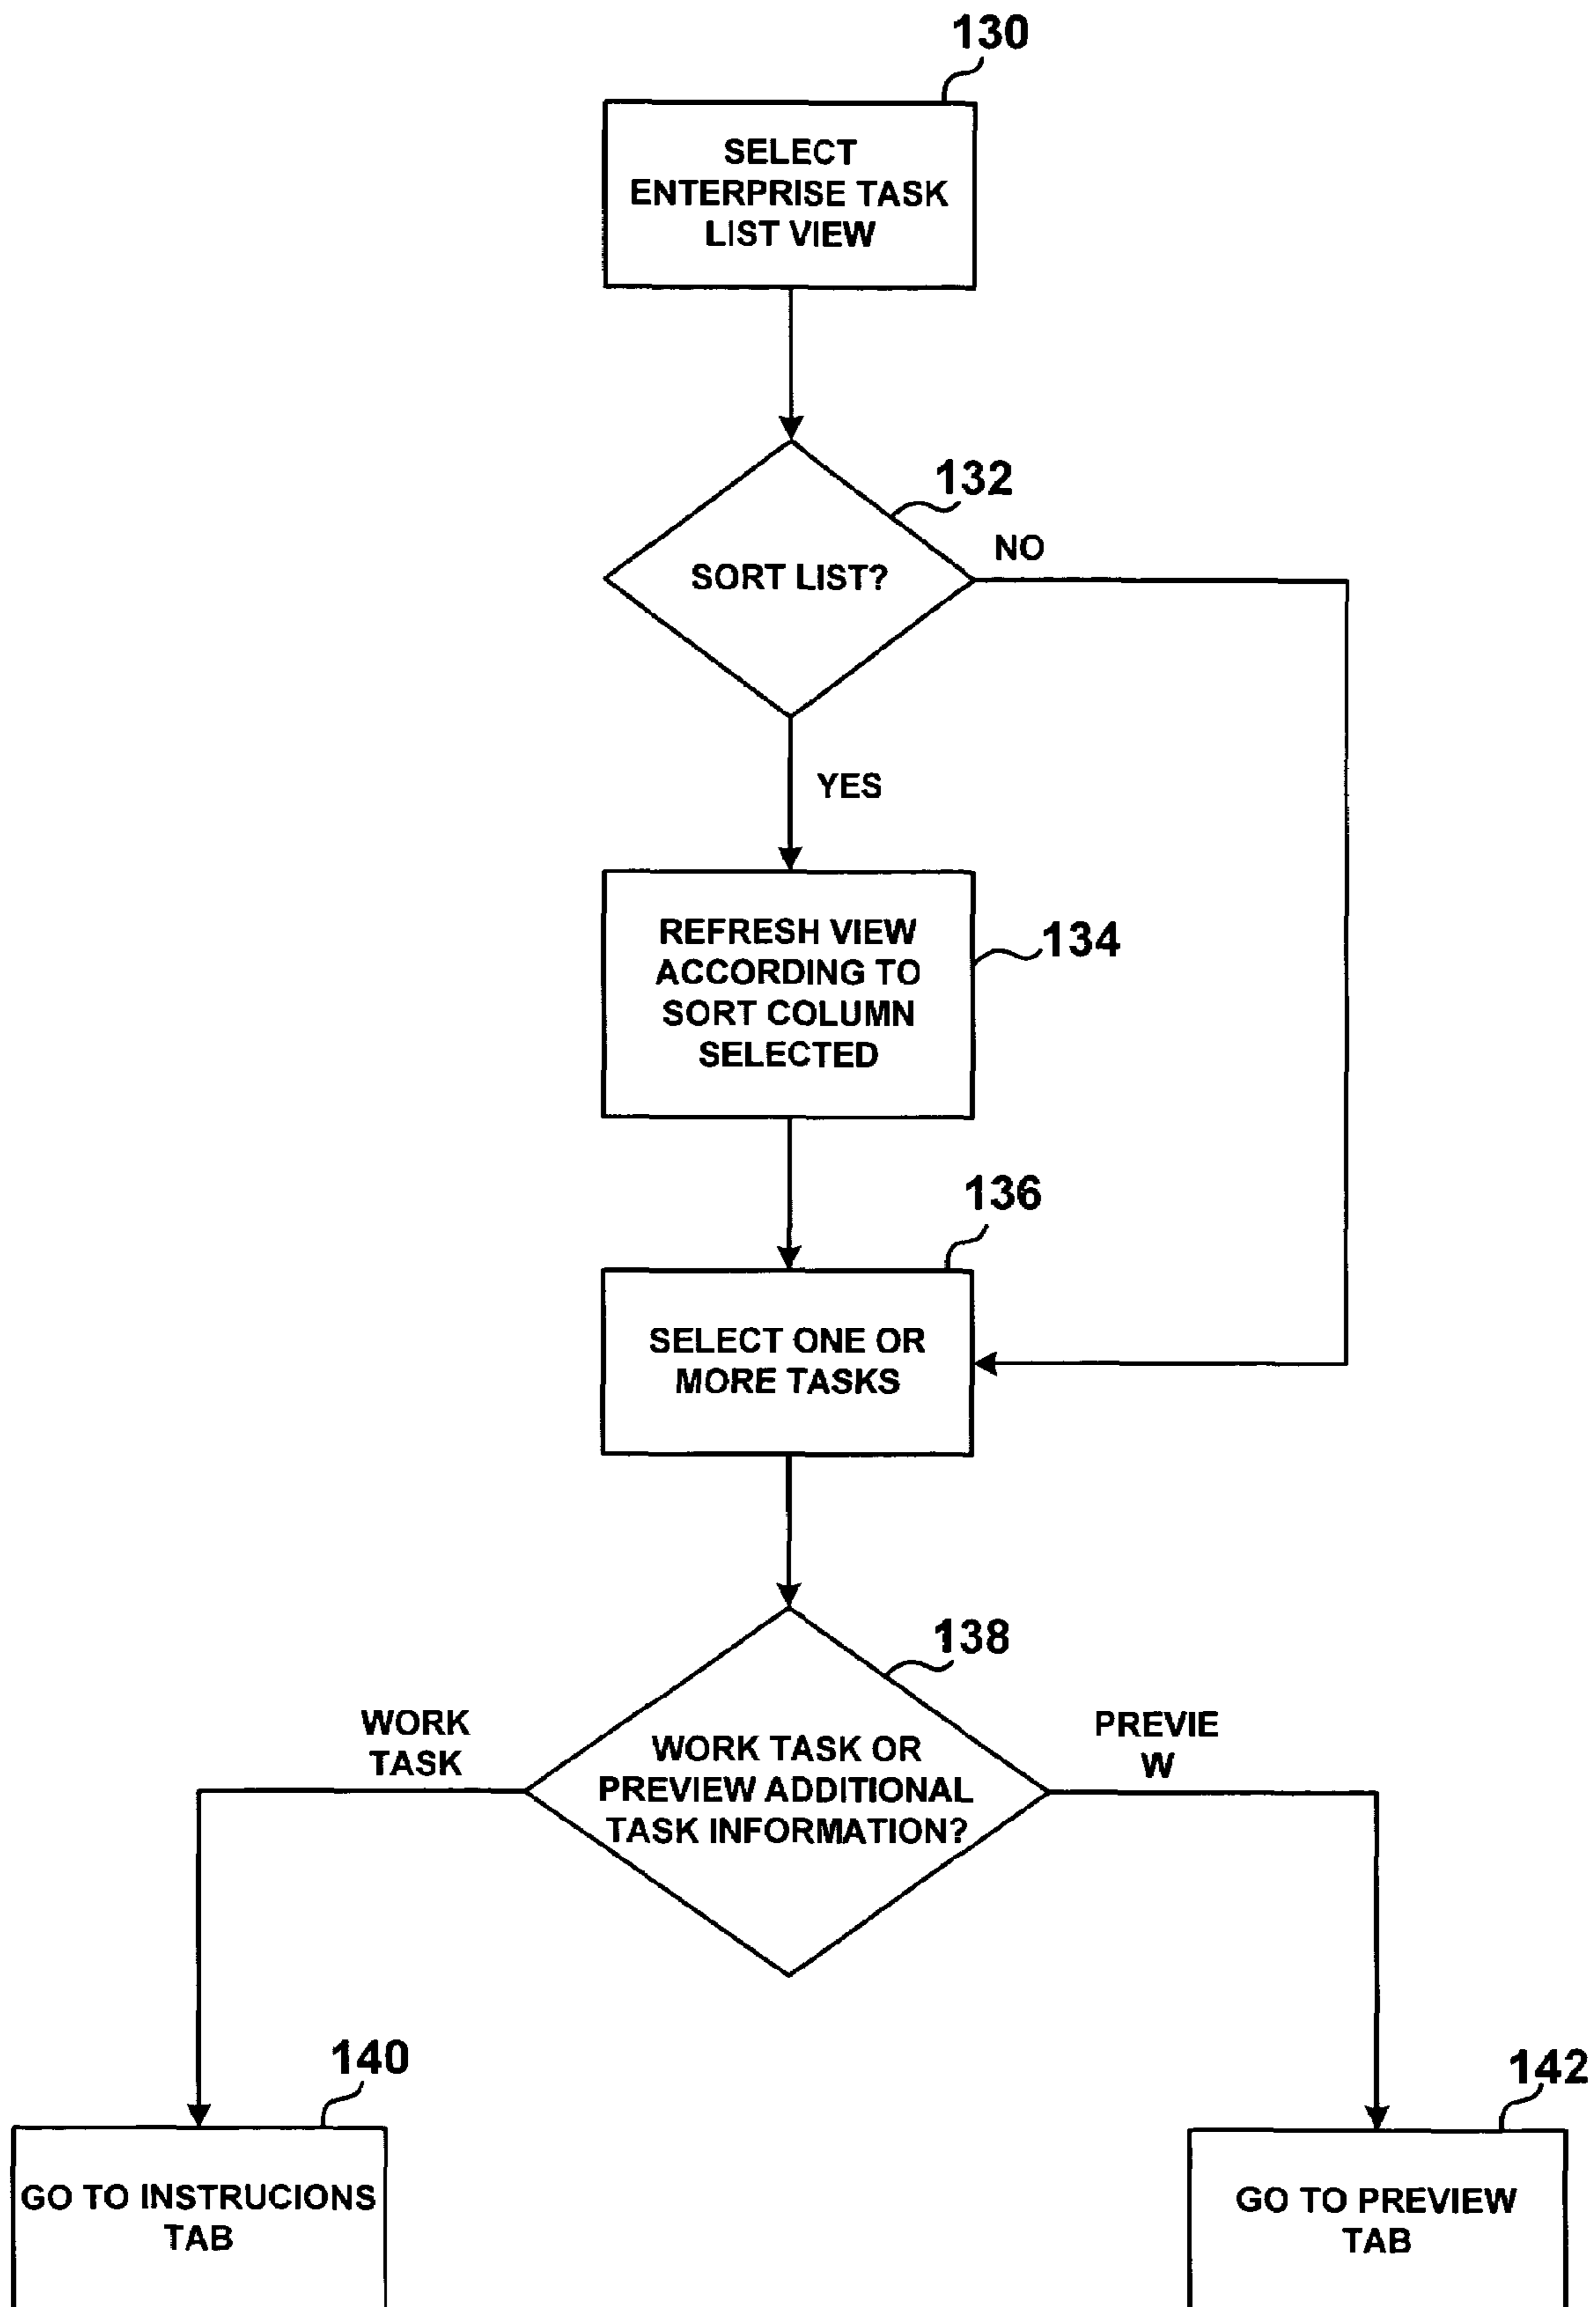 130
SELECT
ENTERPRISE TASK
LIST VIEW
132
SORT LIST?
NO
YES
REFRESH VIEW
ACCORDING TO
SORT COLUMN
SELECTED
134
136
SELECT ONE OR
MORE TASKS
138
WORK
TASK
WORK TASK OR
PREVIEW ADDITIONAL
TASK INFORMATION?
PREVIE
W
140
GO TO INSTRUCIONS
TAB
142
GO TO PREVIEW
TAB